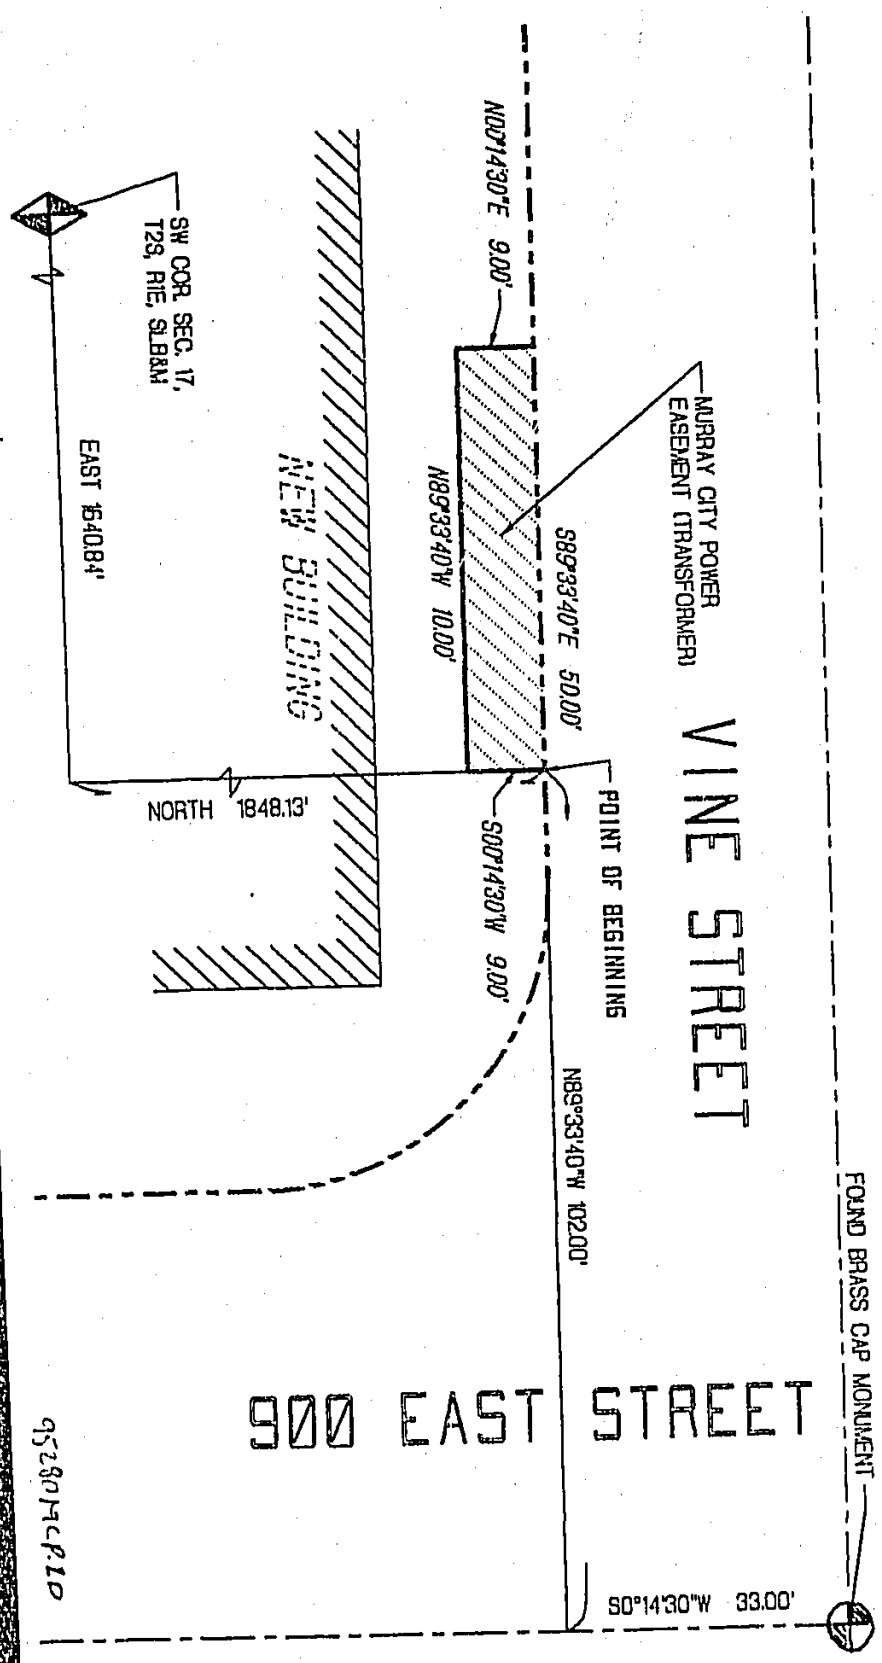 FOUND BRASS CAP MONUMENT
VINE STREET
MURRAY CITY POWER
EASEMENT (TRANSFORMER)
S89°33'40"E 50.00'
POINT OF BEGINNING
N89°33'40"W 102.00'
S0°14'30"W 33.00'
N00°14'30"E 9.00'
N89°33'40"W 10.00'
S00°14'30"W 9.00'
900 EAST STREET
NEW BUILDING
SW COR. SEC. 17,
T2S, R1E, SLB&M
NORTH 1848.13'
EAST 1640.84'